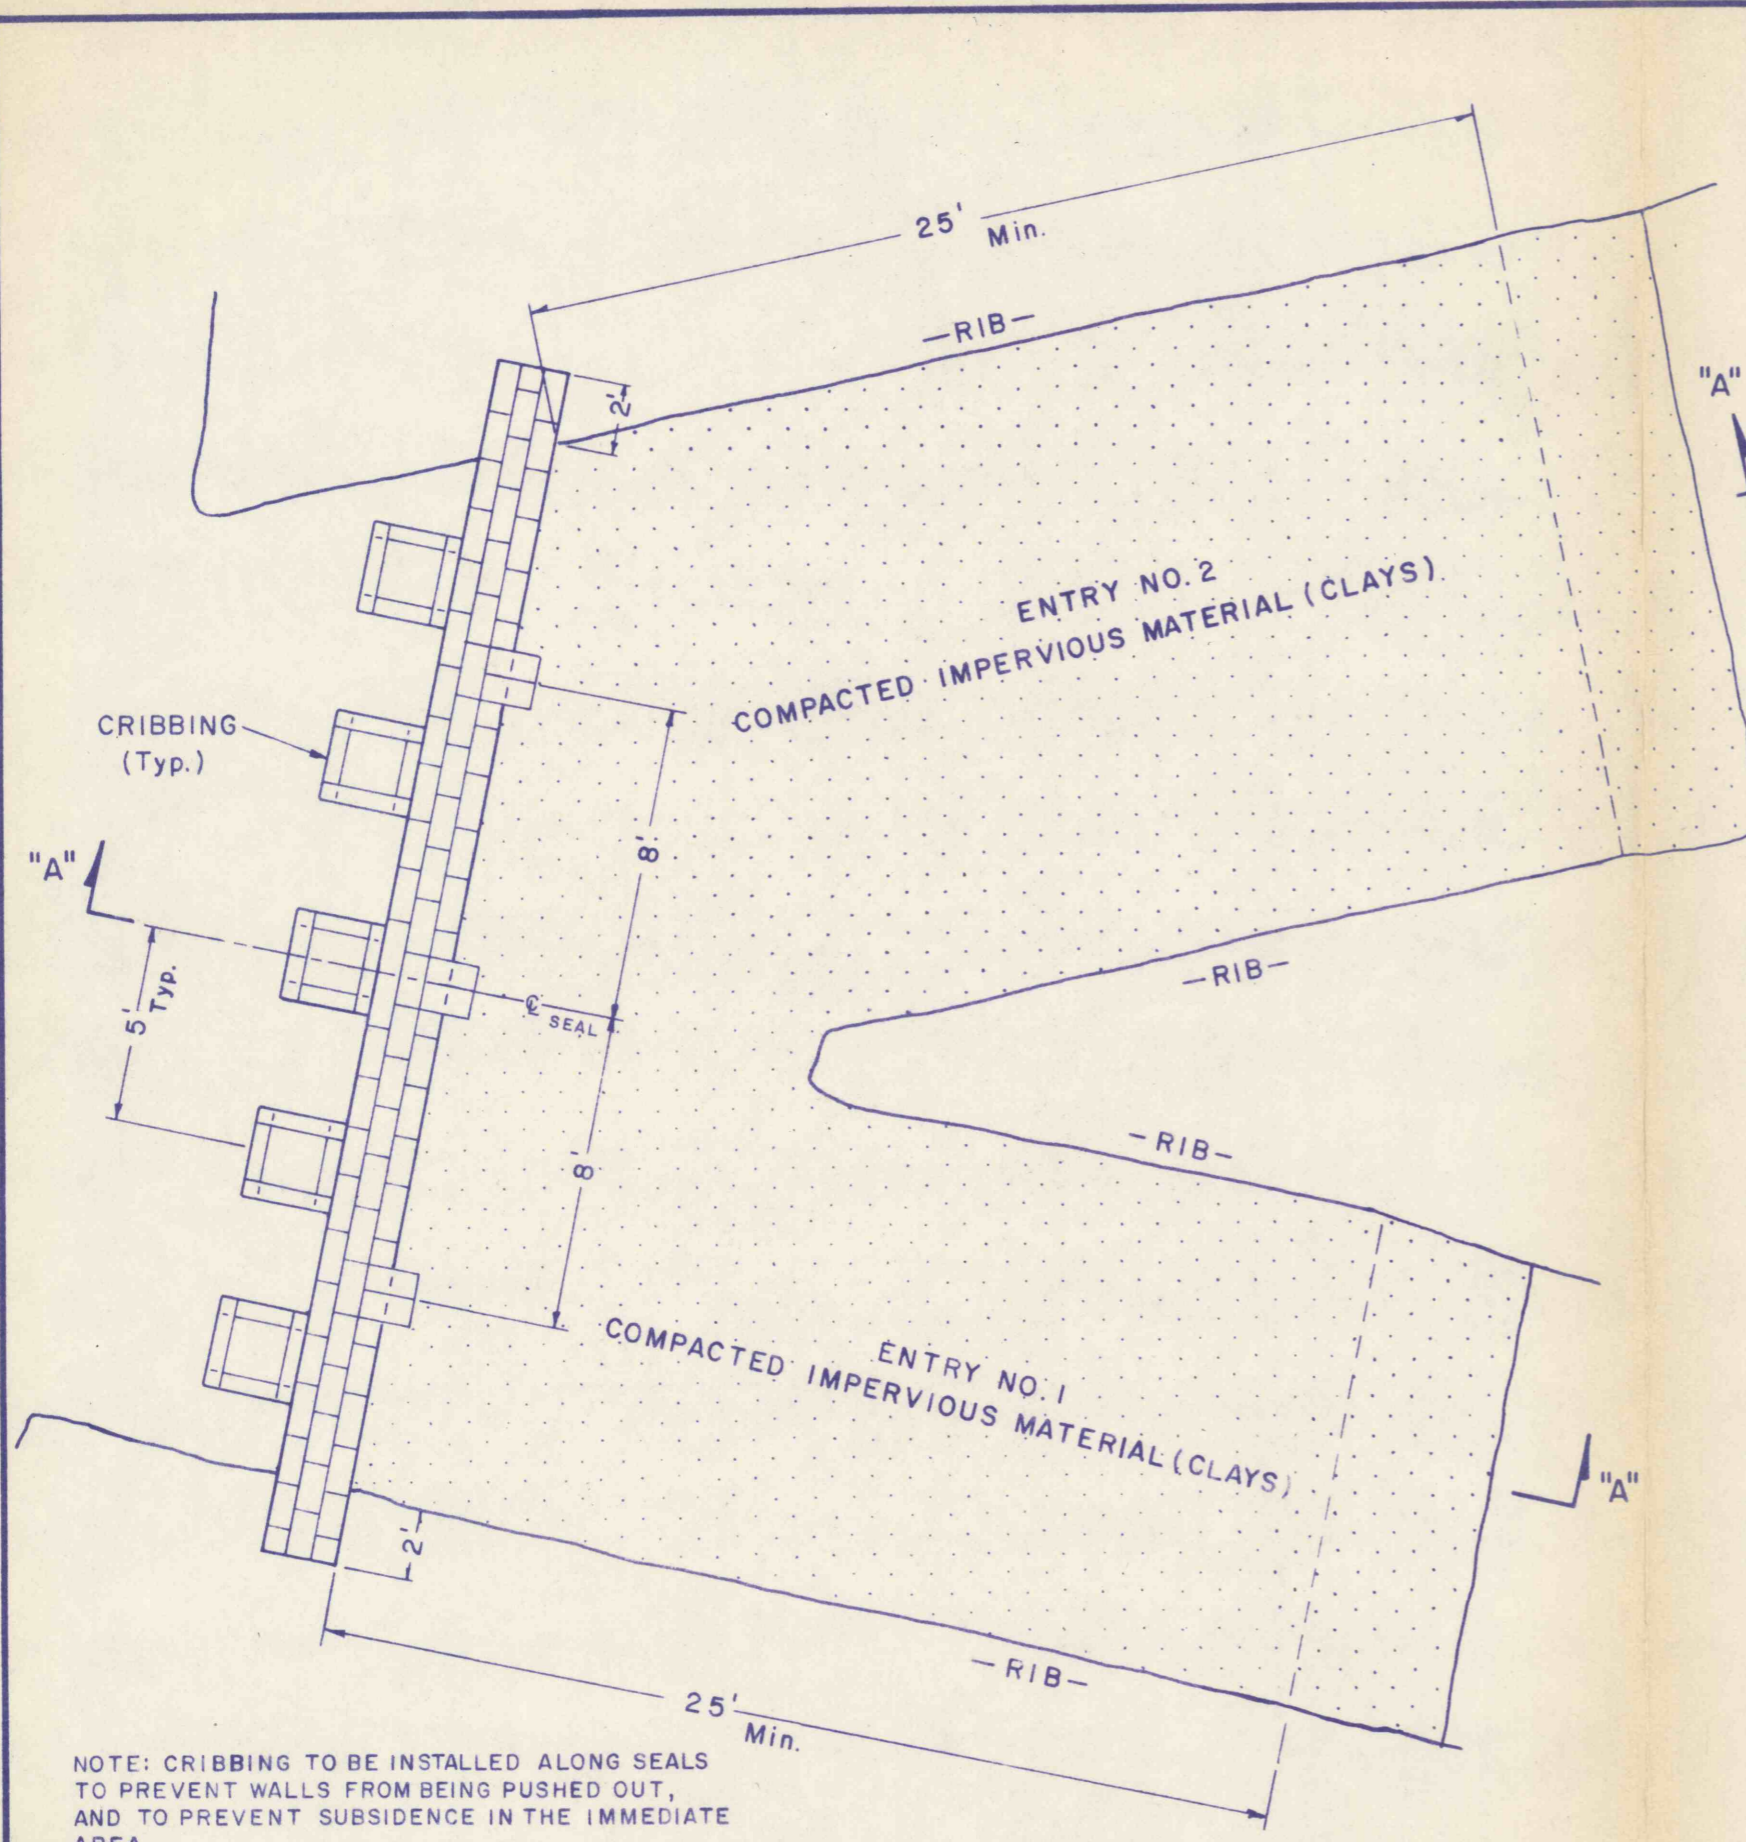 25'
Min.
—RIB—
"A"
2'
ENTRY NO. 2
COMPACTED IMPERVIOUS MATERIAL (CLAYS)
CRIBBING
(Typ.)
8'
"A"
—RIB—
℄
SEAL
5'
Typ.
—RIB—
8'
ENTRY NO. 1
COMPACTED IMPERVIOUS MATERIAL (CLAYS)
"A"
2'
—RIB—
25'
Min.
NOTE: CRIBBING TO BE INSTALLED ALONG SEALS
TO PREVENT WALLS FROM BEING PUSHED OUT,
AND TO PREVENT SUBSIDENCE IN THE IMMEDIATE